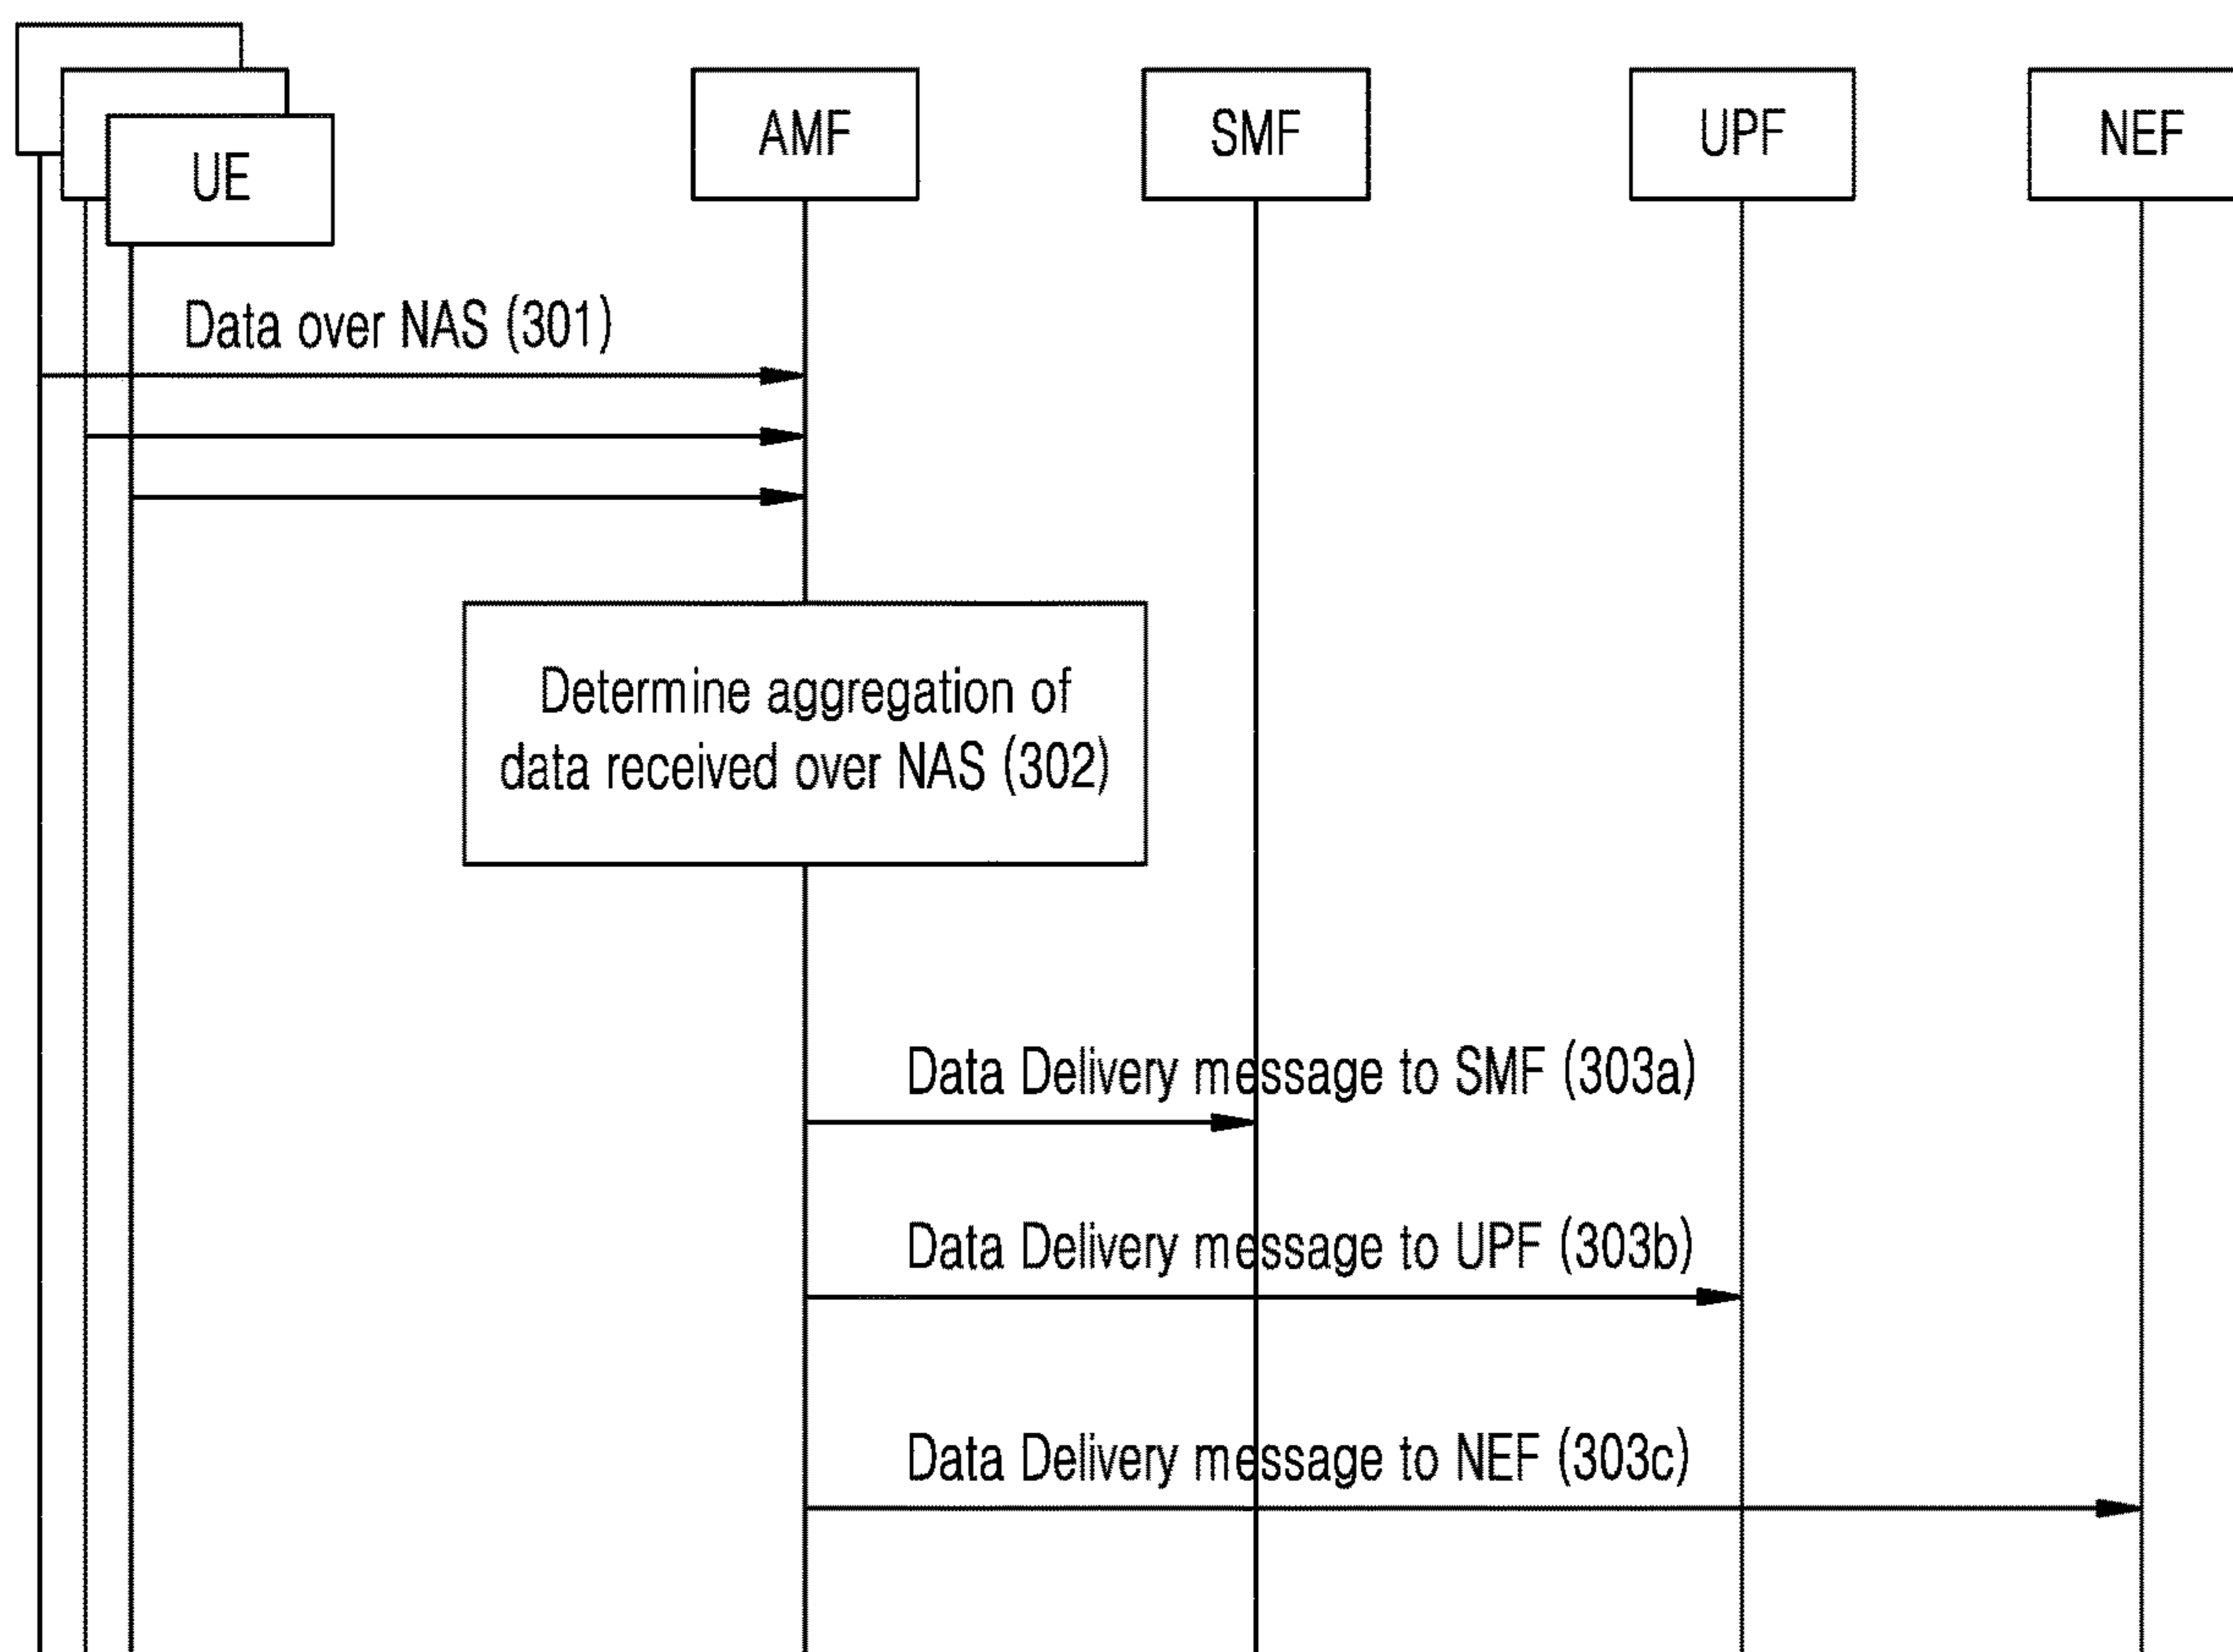 UE
AMF
SMF
UPF
NEF
Data over NAS (301)
Determine aggregation of
data received over NAS (302)
Data Delivery message to SMF (303a)
Data Delivery message to UPF (303b)
Data Delivery message to NEF (303c)